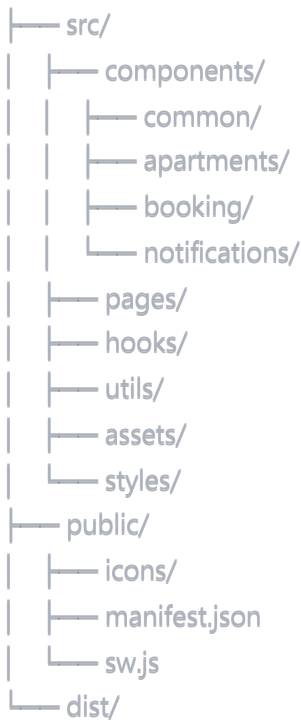 ├── src/
│   ├── components/
│   │   ├── common/
│   │   ├── apartments/
│   │   ├── booking/
│   │   └── notifications/
│   ├── pages/
│   ├── hooks/
│   ├── utils/
│   ├── assets/
│   └── styles/
├── public/
│   ├── icons/
│   ├── manifest.json
│   └── sw.js
└── dist/